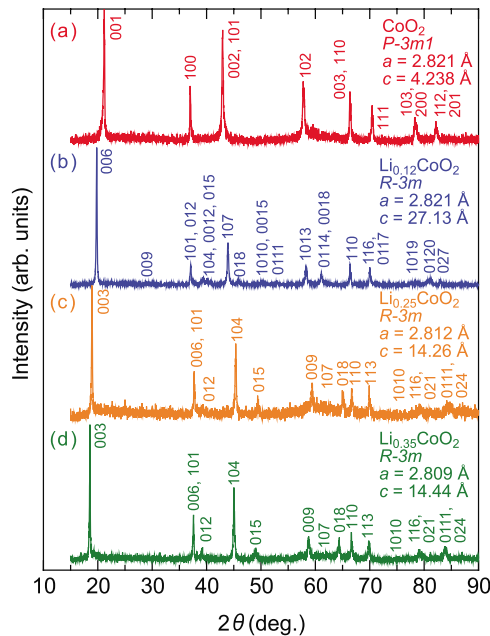 (a)
001
100
002, 101
102
003, 110
111
103,
200
112,
201
CoO₂
P-3m1
a = 2.821 Å
c = 4.238 Å
(b)
006
009
101, 012
104, 0012, 015
107
018
1010, 0015
0111
1013
0114, 0018
110
116,
0117
1019
0120
027
Li₀.₁₂CoO₂
R-3m
a = 2.821 Å
c = 27.13 Å
(c)
003
006, 101
012
104
015
009
107
018
110
113
1010
116,
021
0111,
024
Li₀.₂₅CoO₂
R-3m
a = 2.812 Å
c = 14.26 Å
(d)
003
006, 101
012
104
015
009
107
018
110
113
1010
116,
021
0111,
024
Li₀.₃₅CoO₂
R-3m
a = 2.809 Å
c = 14.44 Å
Intensity (arb. units)
10 20 30 40 50 60 70 80 90
2θ (deg.)